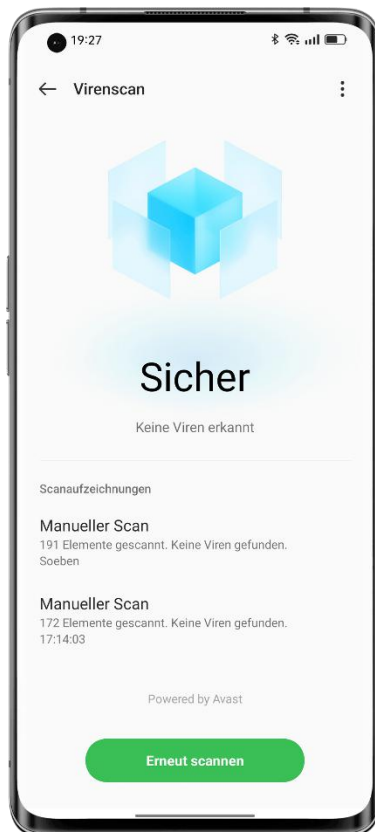 19:27
Virenscan
Sicher
Keine Viren erkannt
Scanaufzeichnungen
Manueller Scan
191 Elemente gescannt. Keine Viren gefunden.
Soeben
Manueller Scan
172 Elemente gescannt. Keine Viren gefunden.
17:14:03
Powered by Avast
Erneut scannen